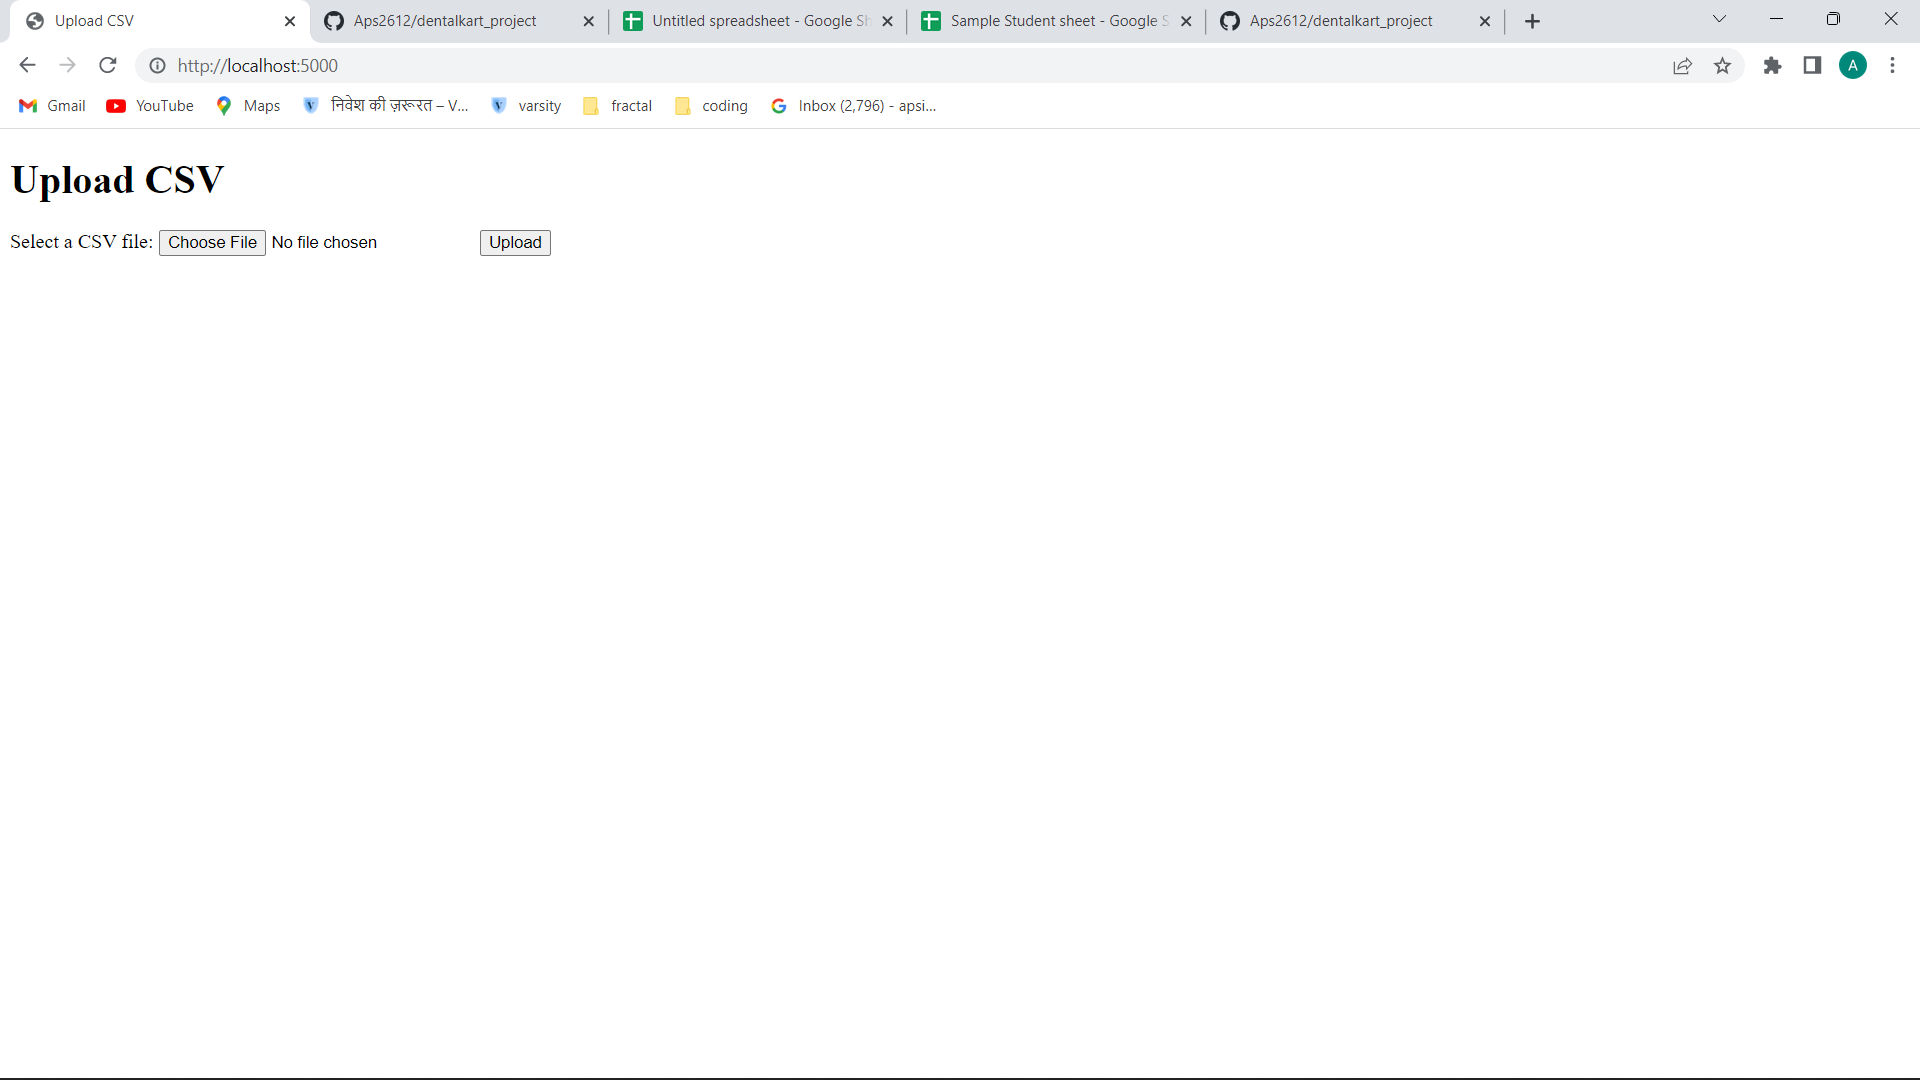 Upload CSV
Aps2612/dentalkart_project
Untitled spreadsheet - Google Sh
Sample Student sheet - Google S
Aps2612/dentalkart_project
http://localhost:5000
A
Gmail
YouTube
Maps
निवेश की ज़रूरत – V...
varsity
fractal
coding
Inbox (2,796) - apsi...
Upload CSV
Select a CSV file: Choose File No file chosen Upload